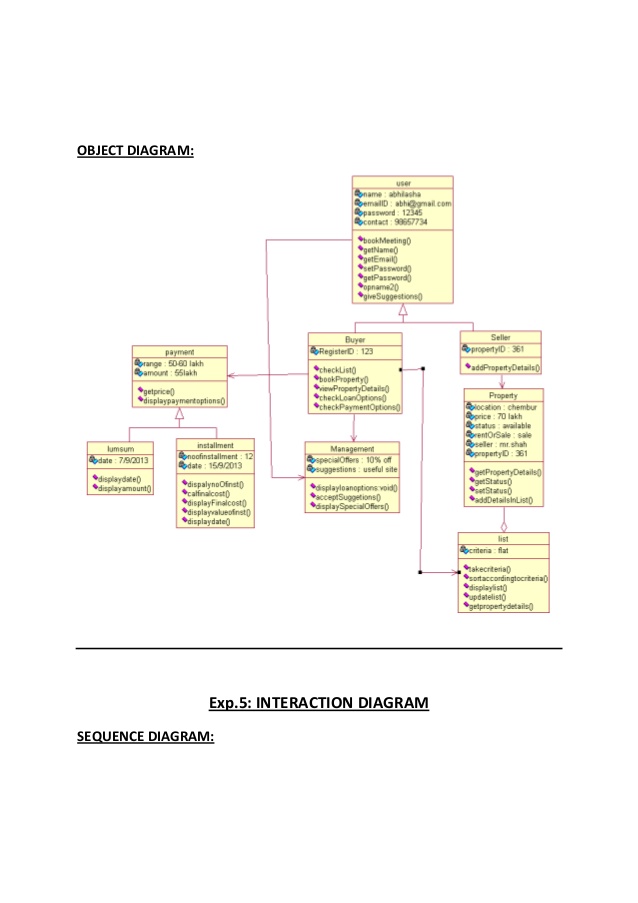 OBJECT DIAGRAM:
user
name : abhilasha
emailID : abhi@gmail.com
password : 12345
contact : 98657734
bookMeeting()
getName()
getEmail()
setPassword()
getPassword()
opname2()
giveSuggestions()
payment
range : 50-60 lakh
amount : 55lakh
getprice()
displaypaymentoptions()
Buyer
RegisterID : 123
checkList()
bookProperty()
viewPropertyDetails()
checkLoanOptions()
checkPaymentOptions()
Seller
propertyID : 361
addPropertyDetails()
Property
location : chembur
price : 70 lakh
status : available
rentOrSale : sale
seller : mr.shah
propertyID : 361
getPropertyDetails()
getStatus()
setStatus()
addDetailsInList()
lumsum
date : 7/9/2013
displaydate()
displayamount()
installment
noofinstallment : 12
date : 15/9/2013
dispalynoOfinst()
calfinalcost()
displayFinalcost()
displayvalueofinst()
displaydate()
Management
specialOffers : 10% off
suggestions : useful site
displayloanoptions:void()
acceptSuggetions()
displaySpecialOffers()
list
criteria : flat
takecriteria()
sortaccordingtocriteria()
displaylist()
updatelist()
getpropertydetails()
Exp.5: INTERACTION DIAGRAM
SEQUENCE DIAGRAM: